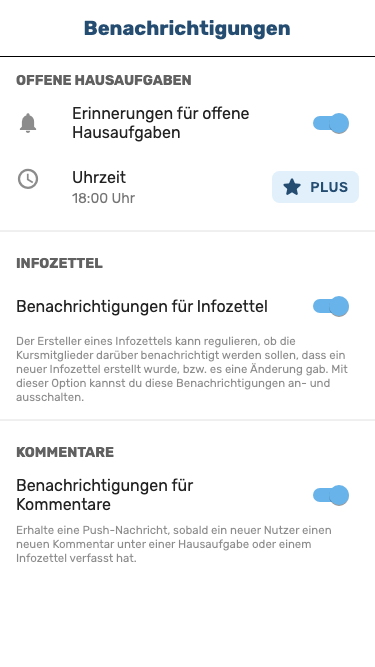 Benachrichtigungen
OFFENE HAUSAUFGABEN
Erinnerungen für offene
Hausaufgaben
Uhrzeit
18:00 Uhr
PLUS
INFOZETTEL
Benachrichtigungen für Infozettel
Der Ersteller eines Infozettels kann regulieren, ob die
Kursmitglieder darüber benachrichtigt werden sollen, dass ein
neuer Infozettel erstellt wurde, bzw. es eine Änderung gab. Mit
dieser Option kannst du diese Benachrichtigungen an- und
ausschalten.
KOMMENTARE
Benachrichtigungen für
Kommentare
Erhalte eine Push-Nachricht, sobald ein neuer Nutzer einen
neuen Kommentar unter einer Hausaufgabe oder einem
Infozettel verfasst hat.